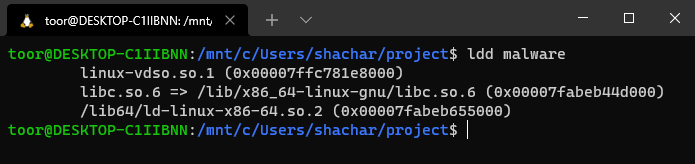 toor@DESKTOP-C1IIBNN: /mnt/
toor@DESKTOP-C1IIBNN:/mnt/c/Users/shachar/project$ ldd malware
linux-vdso.so.1 (0x00007ffc781e8000)
libc.so.6 => /lib/x86_64-linux-gnu/libc.so.6 (0x00007fabeb44d000)
/lib64/ld-linux-x86-64.so.2 (0x00007fabeb655000)
toor@DESKTOP-C1IIBNN:/mnt/c/Users/shachar/project$